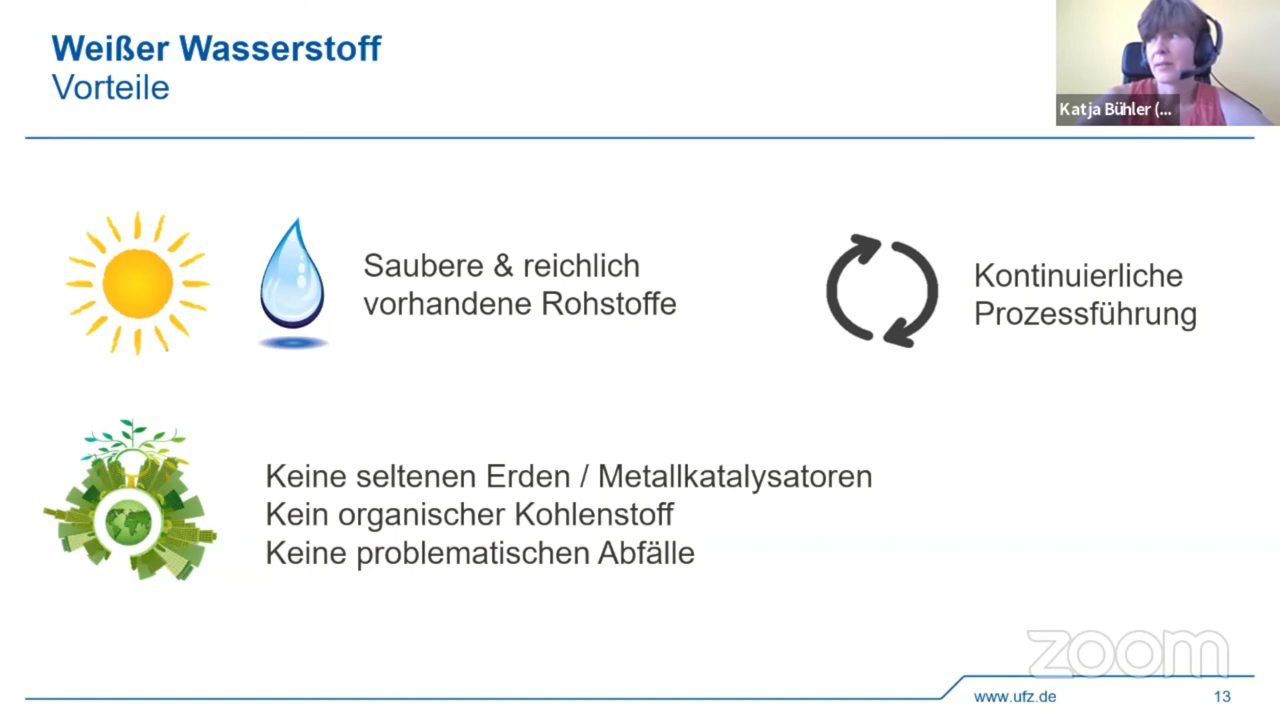 Weißer Wasserstoff
Vorteile
Katja Bühler (...
Saubere & reichlich
vorhandene Rohstoffe
Kontinuierliche
Prozessführung
Keine seltenen Erden / Metallkatalysatoren
Kein organischer Kohlenstoff
Keine problematischen Abfälle
zoom
www.ufz.de
13